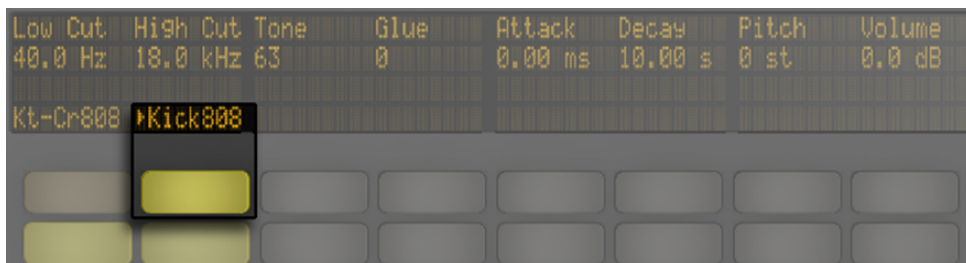 Low Cut High Cut Tone Glue Attack Decay Pitch Volume
40.0 Hz 18.0 kHz 63 0 0.00 ms 10.00 s 0 st 0.0 dB
Kt-Cr808 ▸Kick808